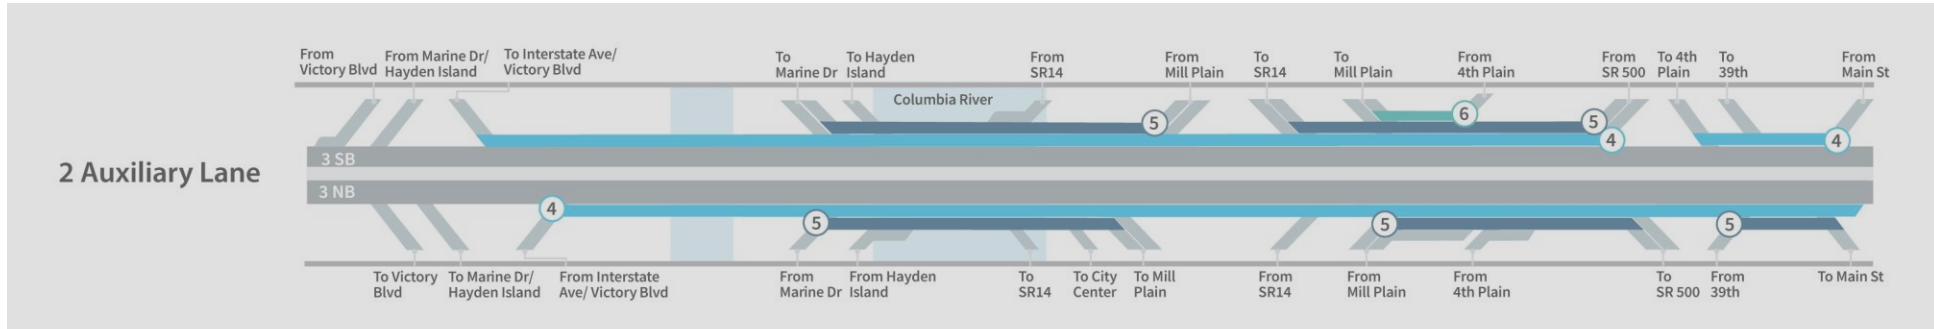 2 Auxiliary Lane
From
Victory Blvd
From Marine Dr/
Hayden Island
To Interstate Ave/
Victory Blvd
To
Marine Dr
To Hayden
Island
From
SR14
From
Mill Plain
To
SR14
To
Mill Plain
From
4th Plain
From
SR 500
To 4th
Plain
To
39th
From
Main St
Columbia River
6
5
5
4
4
3 SB
3 NB
4
5
5
5
To Victory
Blvd
To Marine Dr/
Hayden Island
From Interstate
Ave/ Victory Blvd
From
Marine Dr
From Hayden
Island
To
SR14
To City
Center
To Mill
Plain
From
SR14
From
Mill Plain
From
4th Plain
To
SR 500
From
39th
To Main St